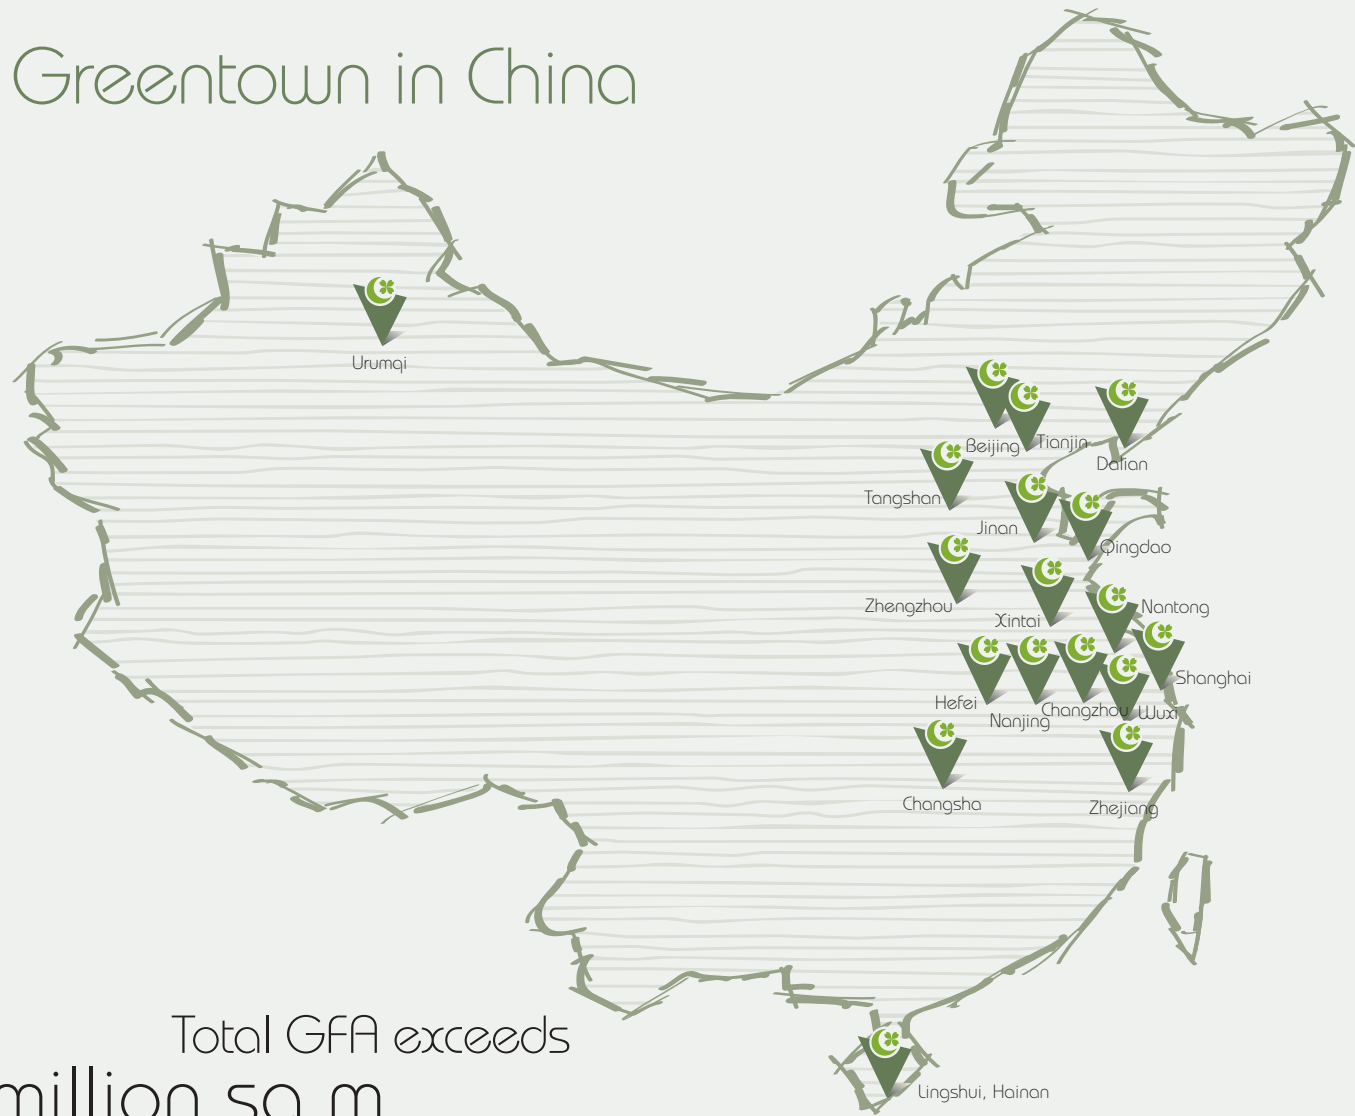 Greentown in China
Urumqi
Beijing
Tianjin
Dalian
Tangshan
Jinan
Qingdao
Zhengzhou
Xintai
Nantong
Shanghai
Hefei
Nanjing
Changzhou
Wuxi
Changsha
Zhejiang
Total GFA exceeds
million sq m
Lingshui, Hainan